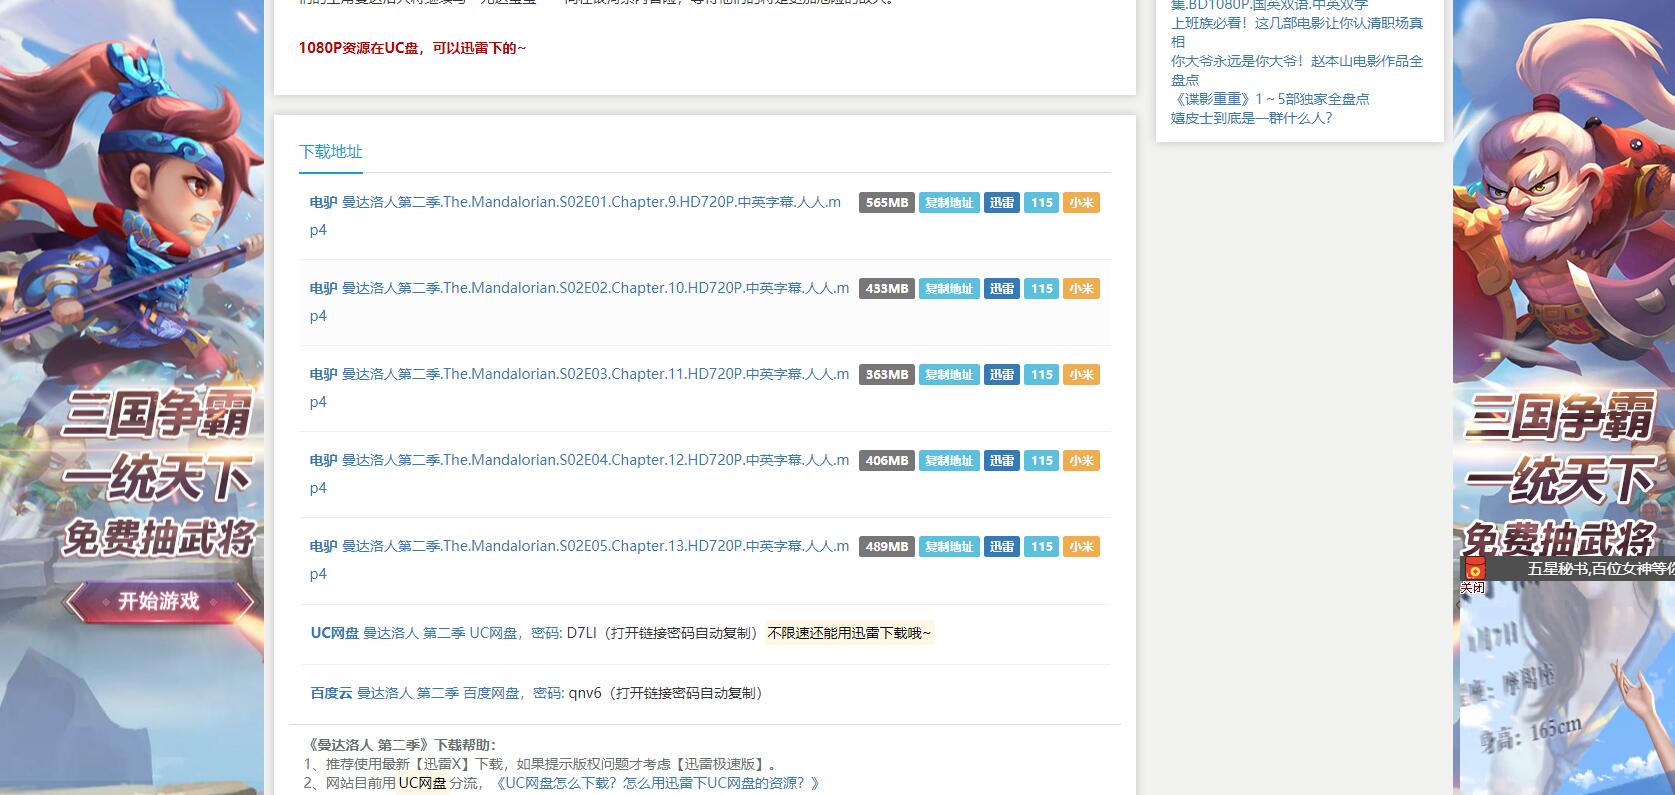 1080P资源在UC盘，可以迅雷下的~
下载地址
电驴 曼达洛人第二季.The.Mandalorian.S02E01.Chapter.9.HD720P.中英字幕.人人.m
p4
565MB 复制地址 迅雷 115 小米
电驴 曼达洛人第二季.The.Mandalorian.S02E02.Chapter.10.HD720P.中英字幕.人人.m
p4
433MB 复制地址 迅雷 115 小米
电驴 曼达洛人第二季.The.Mandalorian.S02E03.Chapter.11.HD720P.中英字幕.人人.m
p4
363MB 复制地址 迅雷 115 小米
电驴 曼达洛人第二季.The.Mandalorian.S02E04.Chapter.12.HD720P.中英字幕.人人.m
p4
406MB 复制地址 迅雷 115 小米
电驴 曼达洛人第二季.The.Mandalorian.S02E05.Chapter.13.HD720P.中英字幕.人人.m
p4
489MB 复制地址 迅雷 115 小米
UC网盘 曼达洛人 第二季 UC网盘，密码: D7LI（打开链接密码自动复制） 不限速还能用迅雷下载哦~
百度云 曼达洛人 第二季 百度网盘，密码: qnv6（打开链接密码自动复制）
《曼达洛人 第二季》下载帮助：
1、推荐使用最新【迅雷X】下载，如果提示版权问题才考虑【迅雷极速版】。
2、网站目前用 UC网盘 分流，《UC网盘怎么下载？怎么用迅雷下UC网盘的资源？》
集.BD1080P.国英双语.中英双字
上班族必看！这几部电影让你认清职场真
相
你大爷永远是你大爷！赵本山电影作品全
盘点
《谍影重重》1～5部独家全盘点
嬉皮士到底是一群什么人？
三国争霸
一统天下
免费抽武将
开始游戏
三国争霸
一统天下
免费抽武将
五星秘书,百位女神等你
关闭
身高：165cm